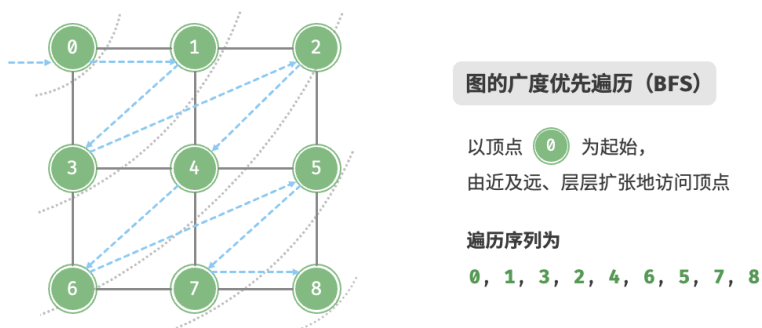 0 1 2
3 4 5
6 7 8
图的广度优先遍历（BFS）
以顶点 0 为起始，
由近及远、层层扩张地访问顶点
遍历序列为
0, 1, 3, 2, 4, 6, 5, 7, 8